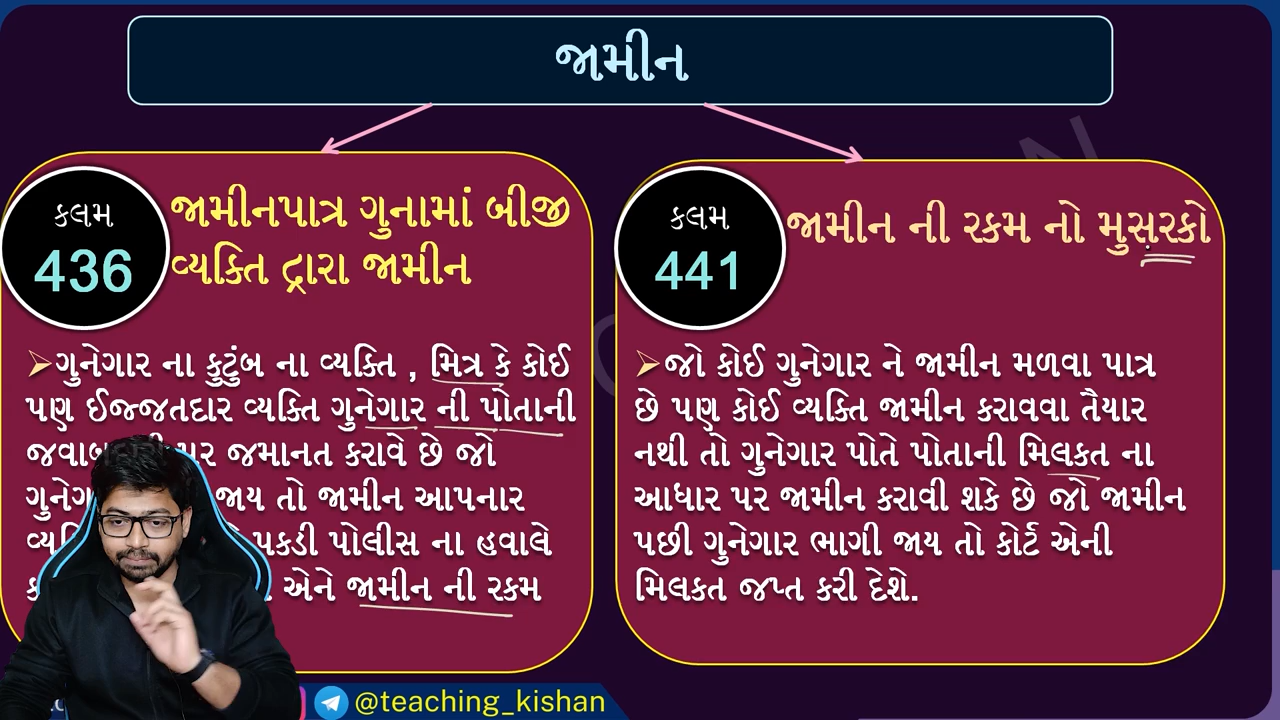 જામીન
કલમ
436
જામીનપાત્ર ગુનામાં બીજી
વ્યક્તિ દ્રારા જામીન
➢ગુનેગાર ના કુટુંબ ના વ્યક્તિ , મિત્ર કે કોઈ
પણ ઈજ્જતદાર વ્યક્તિ ગુનેગાર ની પોતાની
પર જમાનત કરાવે છે જો
જાય તો જામીન આપનાર
પકડી પોલીસ ના હવાલે
એને જામીન ની રકમ
કલમ
441
જામીન ની રકમ નો મુસરકો
➢જો કોઈ ગુનેગાર ને જામીન મળવા પાત્ર
છે પણ કોઈ વ્યક્તિ જામીન કરાવવા તૈયાર
નથી તો ગુનેગાર પોતે પોતાની મિલકત ના
આધાર પર જામીન કરાવી શકે છે જો જામીન
પછી ગુનેગાર ભાગી જાય તો કોર્ટ એની
મિલકત જપ્ત કરી દેશે.
@teaching_kishan